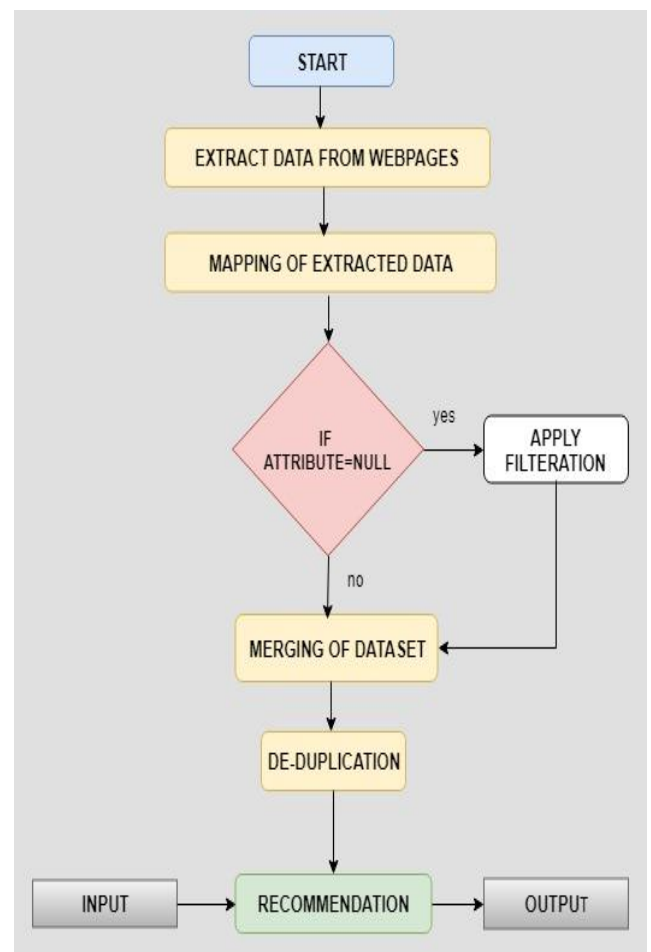 START
EXTRACT DATA FROM WEBPAGES
MAPPING OF EXTRACTED DATA
IF
ATTRIBUTE=NULL
yes
APPLY
FILTERATION
no
MERGING OF DATASET
DE-DUPLICATION
INPUT
RECOMMENDATION
OUTPUT